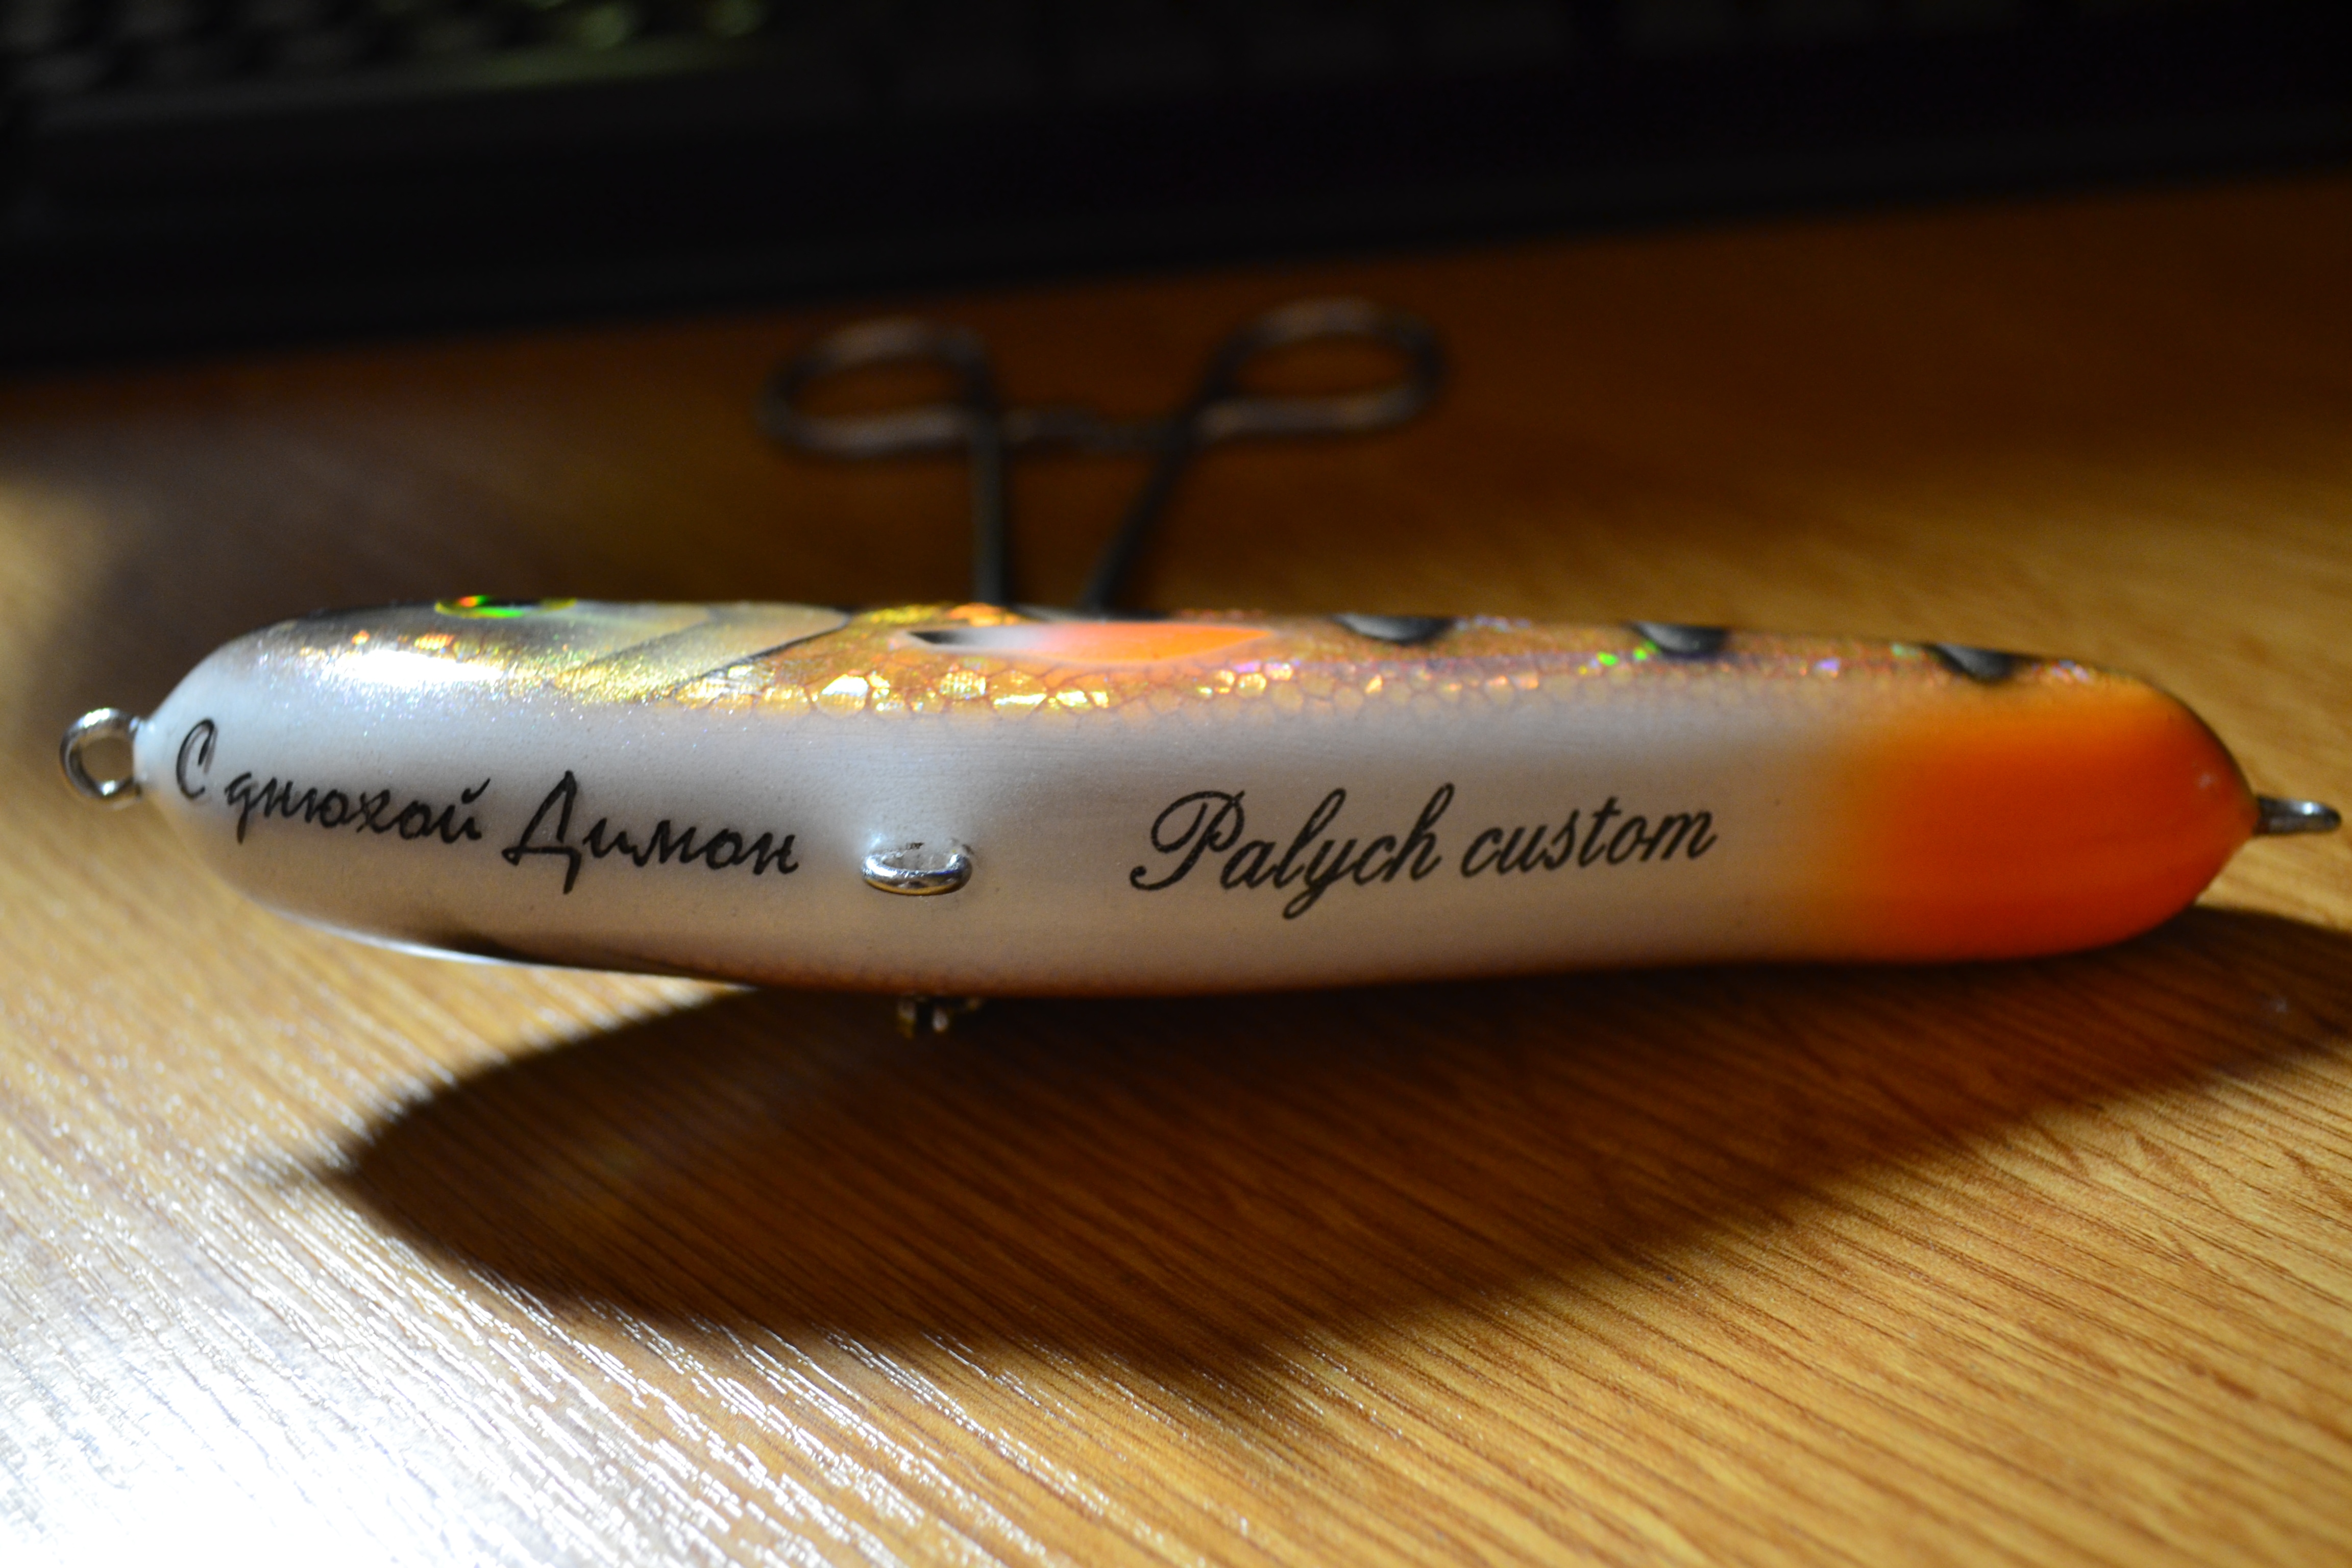 С днюхой Димон
Palych custom